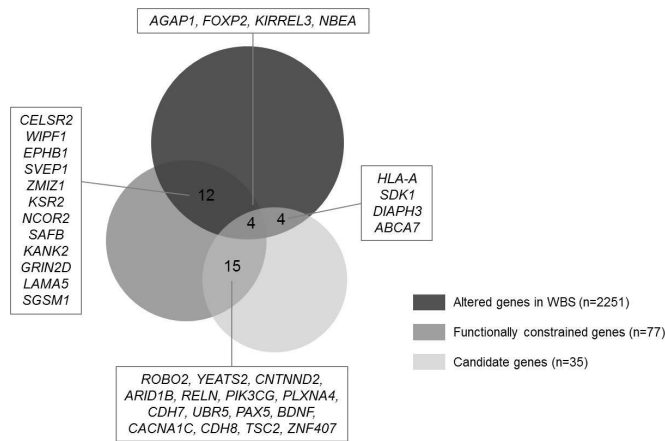 AGAP1, FOXP2, KIRREL3, NBEA
CELSR2
WIPF1
EPHB1
SVEP1
ZMIZ1
KSR2
NCOR2
SAFB
KANK2
GRIN2D
LAMA5
SGSM1
12
4
4
15
HLA-A
SDK1
DIAPH3
ABCA7
Altered genes in WBS (n=2251)
Functionally constrained genes (n=77)
Candidate genes (n=35)
ROBO2, YEATS2, CNTNND2,
ARID1B, RELN, PIK3CG, PLXNA4,
CDH7, UBR5, PAX5, BDNF,
CACNA1C, CDH8, TSC2, ZNF407